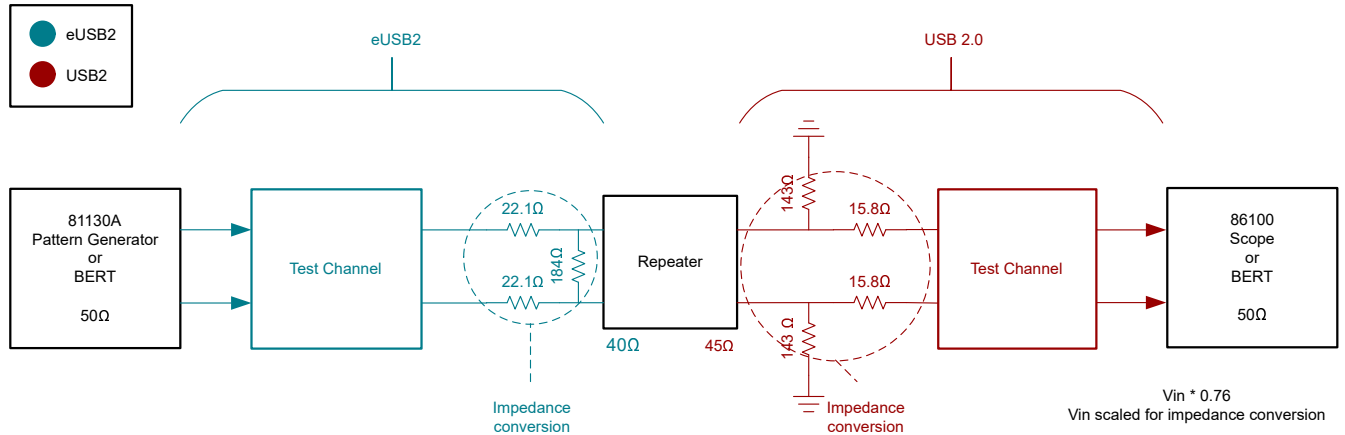 eUSB2
USB2
eUSB2
USB 2.0
81130A
Pattern Generator
or
BERT
50Ω
Test Channel
22.1Ω
184Ω
22.1Ω
Impedance
conversion
Repeater
40Ω
45Ω
143Ω
15.8Ω
15.8Ω
143 Ω
Impedance
conversion
Test Channel
86100
Scope
or
BERT
50Ω
Vin * 0.76
Vin scaled for impedance conversion